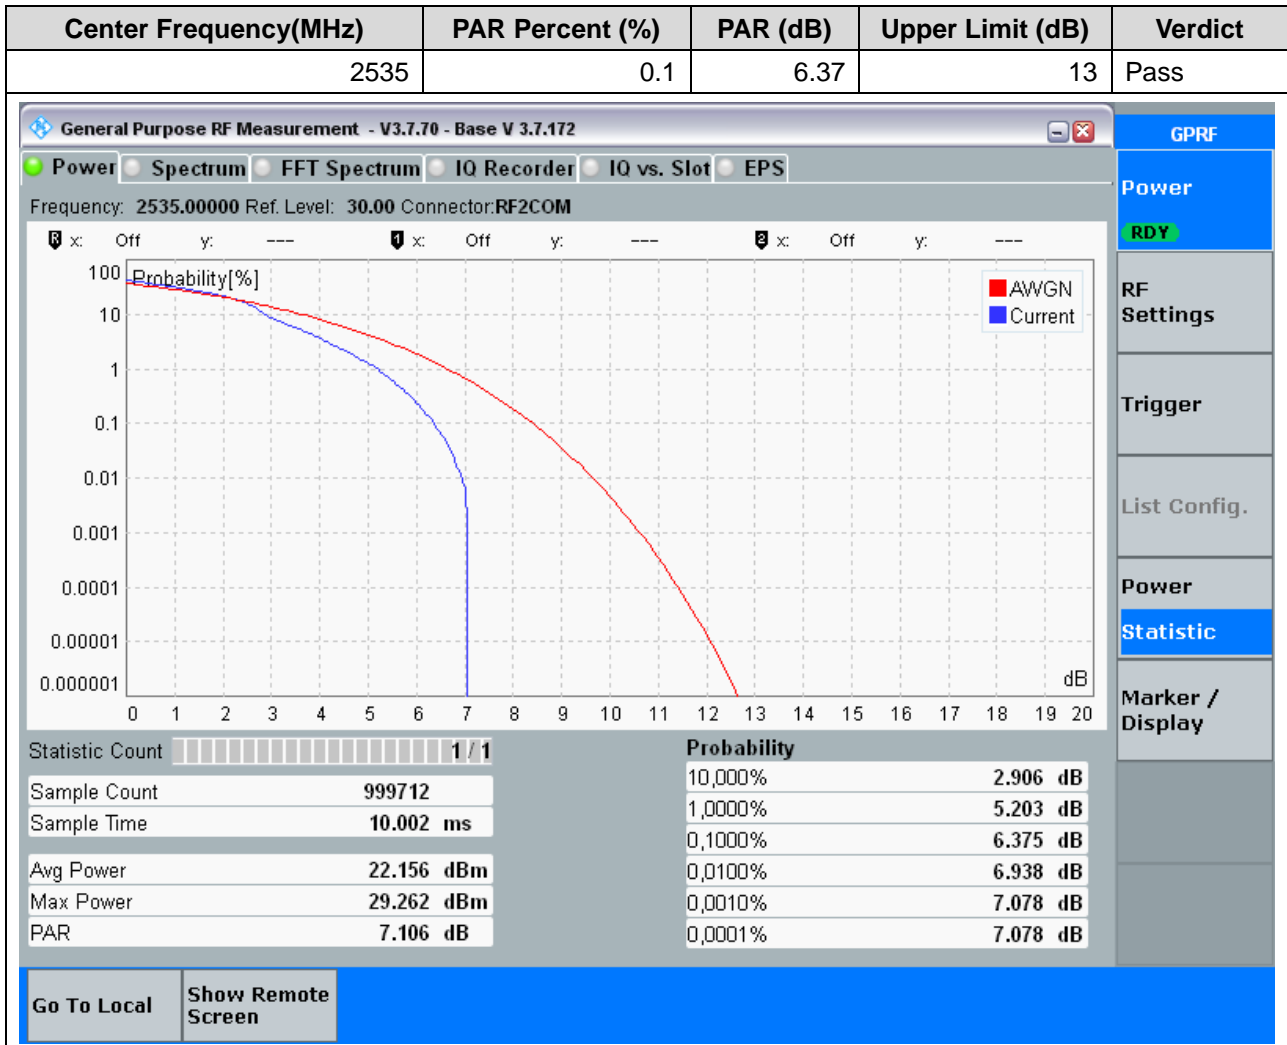 Center Frequency(MHz) PAR Percent (%) PAR (dB) Upper Limit (dB) Verdict
2535 0.1 6.37 13 Pass
General Purpose RF Measurement - V3.7.70 - Base V 3.7.172
GPRF
Power Spectrum FFT Spectrum IQ Recorder IQ vs. Slot EPS
Frequency: 2535.00000 Ref. Level: 30.00 Connector:RF2COM
R x: Off y: --- 1 x: Off y: --- 2 x: Off y: ---
Probability[%]
AWGN
Current
100
10
1
0.1
0.01
0.001
0.0001
0.00001
0.000001
dB
0 1 2 3 4 5 6 7 8 9 10 11 12 13 14 15 16 17 18 19 20
Statistic Count 1 / 1
Sample Count 999712
Sample Time 10.002 ms
Avg Power 22.156 dBm
Max Power 29.262 dBm
PAR 7.106 dB
Probability
10,000% 2.906 dB
1,0000% 5.203 dB
0,1000% 6.375 dB
0,0100% 6.938 dB
0,0010% 7.078 dB
0,0001% 7.078 dB
Power
RDY
RF
Settings
Trigger
List Config.
Power
Statistic
Marker /
Display
Go To Local
Show Remote
Screen